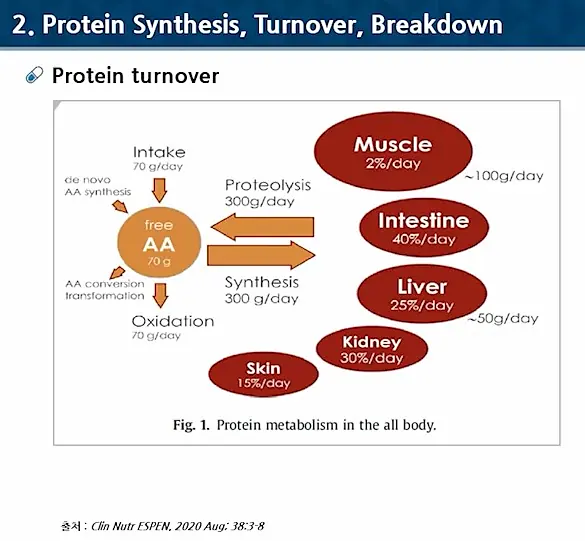 2. Protein Synthesis, Turnover, Breakdown
Protein turnover
Intake
70 g/day
de novo
AA synthesis
free
AA
70 g
AA conversion
transformation
Oxidation
70 g/day
Proteolysis
300g/day
Synthesis
300 g/day
Muscle
2%/day
~100g/day
Intestine
40%/day
Liver
25%/day
~50g/day
Kidney
30%/day
Skin
15%/day
Fig. 1. Protein metabolism in the all body.
출처 : Clin Nutr ESPEN, 2020 Aug; 38:3-8